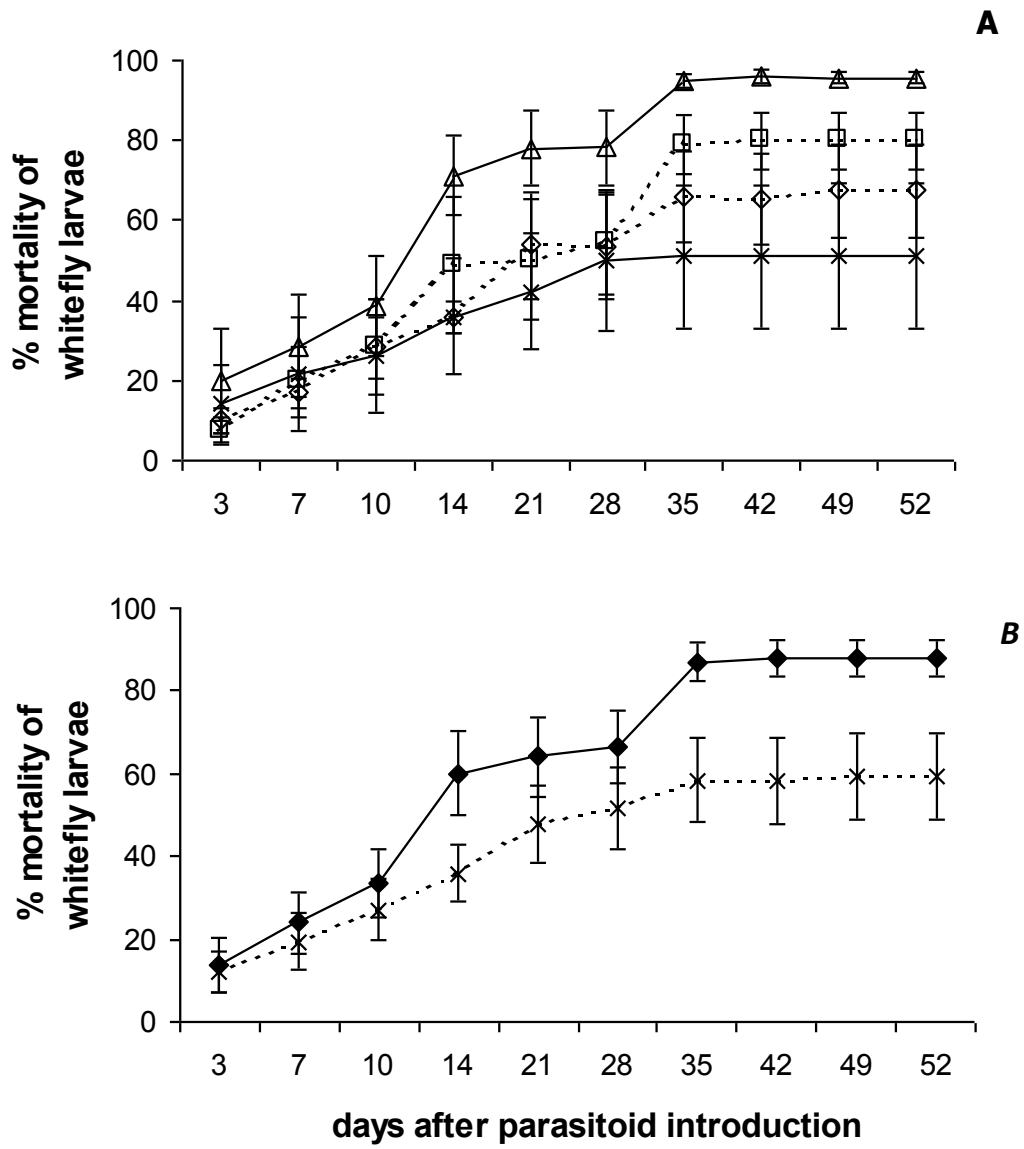 A
% mortality of
whitefly larvae
100
80
60
40
20
0
3 7 10 14 21 28 35 42 49 52
B
% mortality of
whitefly larvae
100
80
60
40
20
0
3 7 10 14 21 28 35 42 49 52
days after parasitoid introduction